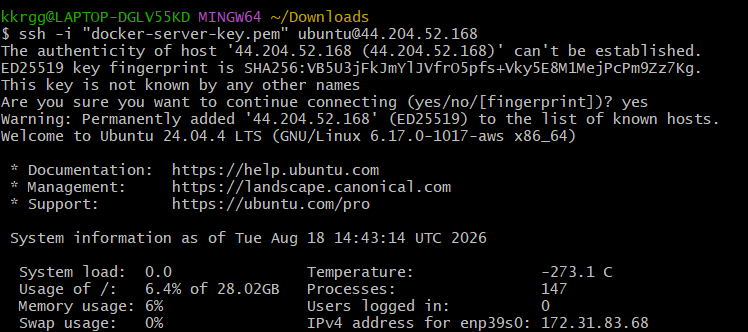 kkrgg@LAPTOP-DGLV55KD MINGW64 ~/Downloads
$ ssh -i "docker-server-key.pem" ubuntu@44.204.52.168
The authenticity of host '44.204.52.168 (44.204.52.168)' can't be established.
ED25519 key fingerprint is SHA256:VB5U3jFkJmYlJVfrO5pfs+Vky5E8M1MejPcPm9Zz7Kg.
This key is not known by any other names
Are you sure you want to continue connecting (yes/no/[fingerprint])? yes
Warning: Permanently added '44.204.52.168' (ED25519) to the list of known hosts.
Welcome to Ubuntu 24.04.4 LTS (GNU/Linux 6.17.0-1017-aws x86_64)
* Documentation:  https://help.ubuntu.com
* Management:     https://landscape.canonical.com
* Support:        https://ubuntu.com/pro
System information as of Tue Aug 18 14:43:14 UTC 2026
System load:  0.0                Temperature:                 -273.1 C
Usage of /:   6.4% of 28.02GB    Processes:                   147
Memory usage: 6%                 Users logged in:             0
Swap usage:   0%                 IPv4 address for enp39s0: 172.31.83.68